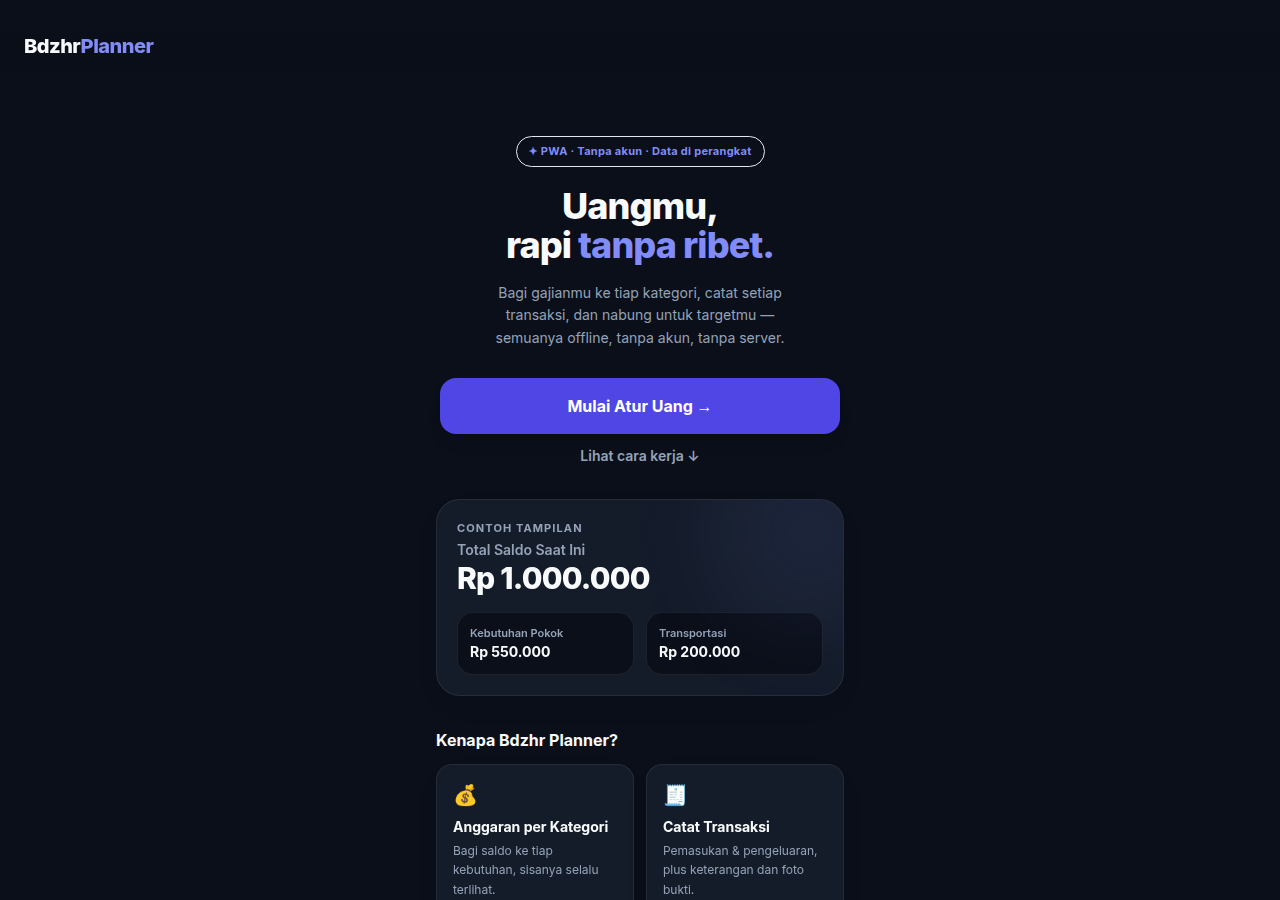 BdzhrPlanner
✦ PWA · Tanpa akun · Data di perangkat
Uangmu,
rapi tanpa ribet.
Bagi gajianmu ke tiap kategori, catat setiap
transaksi, dan nabung untuk targetmu —
semuanya offline, tanpa akun, tanpa server.
Mulai Atur Uang →
Lihat cara kerja ↓
CONTOH TAMPILAN
Total Saldo Saat Ini
Rp 1.000.000
Kebutuhan Pokok
Rp 550.000
Transportasi
Rp 200.000
Kenapa Bdzhr Planner?
Anggaran per Kategori
Bagi saldo ke tiap
kebutuhan, sisanya selalu
terlihat.
Catat Transaksi
Pemasukan & pengeluaran,
plus keterangan dan foto
bukti.